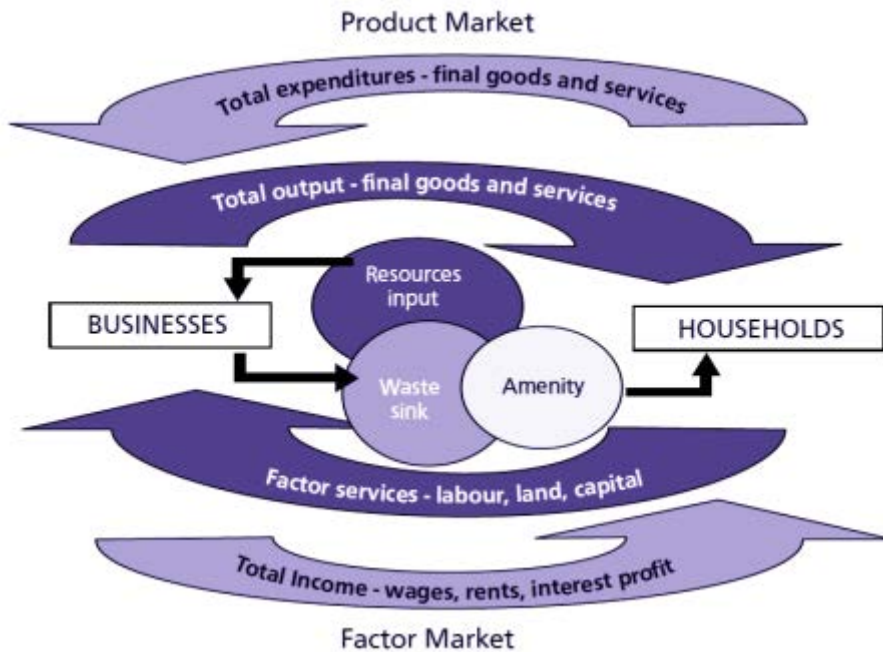 Product Market
Total expenditures - final goods and services
Total output - final goods and services
Resources
input
BUSINESSES
HOUSEHOLDS
Waste
sink
Amenity
Factor services - labour, land, capital
Total Income - wages, rents, interest profit
Factor Market